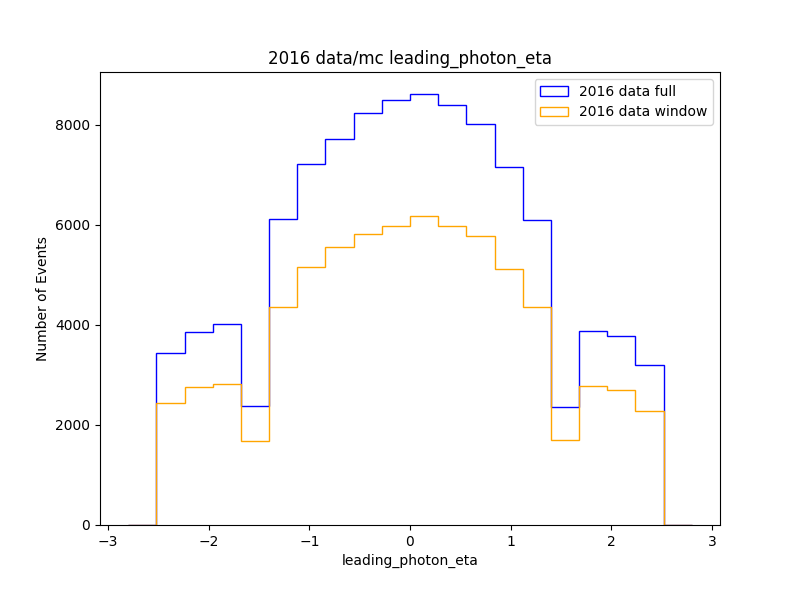 2016 data/mc leading_photon_eta
2016 data full
2016 data window
Number of Events
8000
6000
4000
2000
0
−3
−2
−1
0
1
2
3
leading_photon_eta